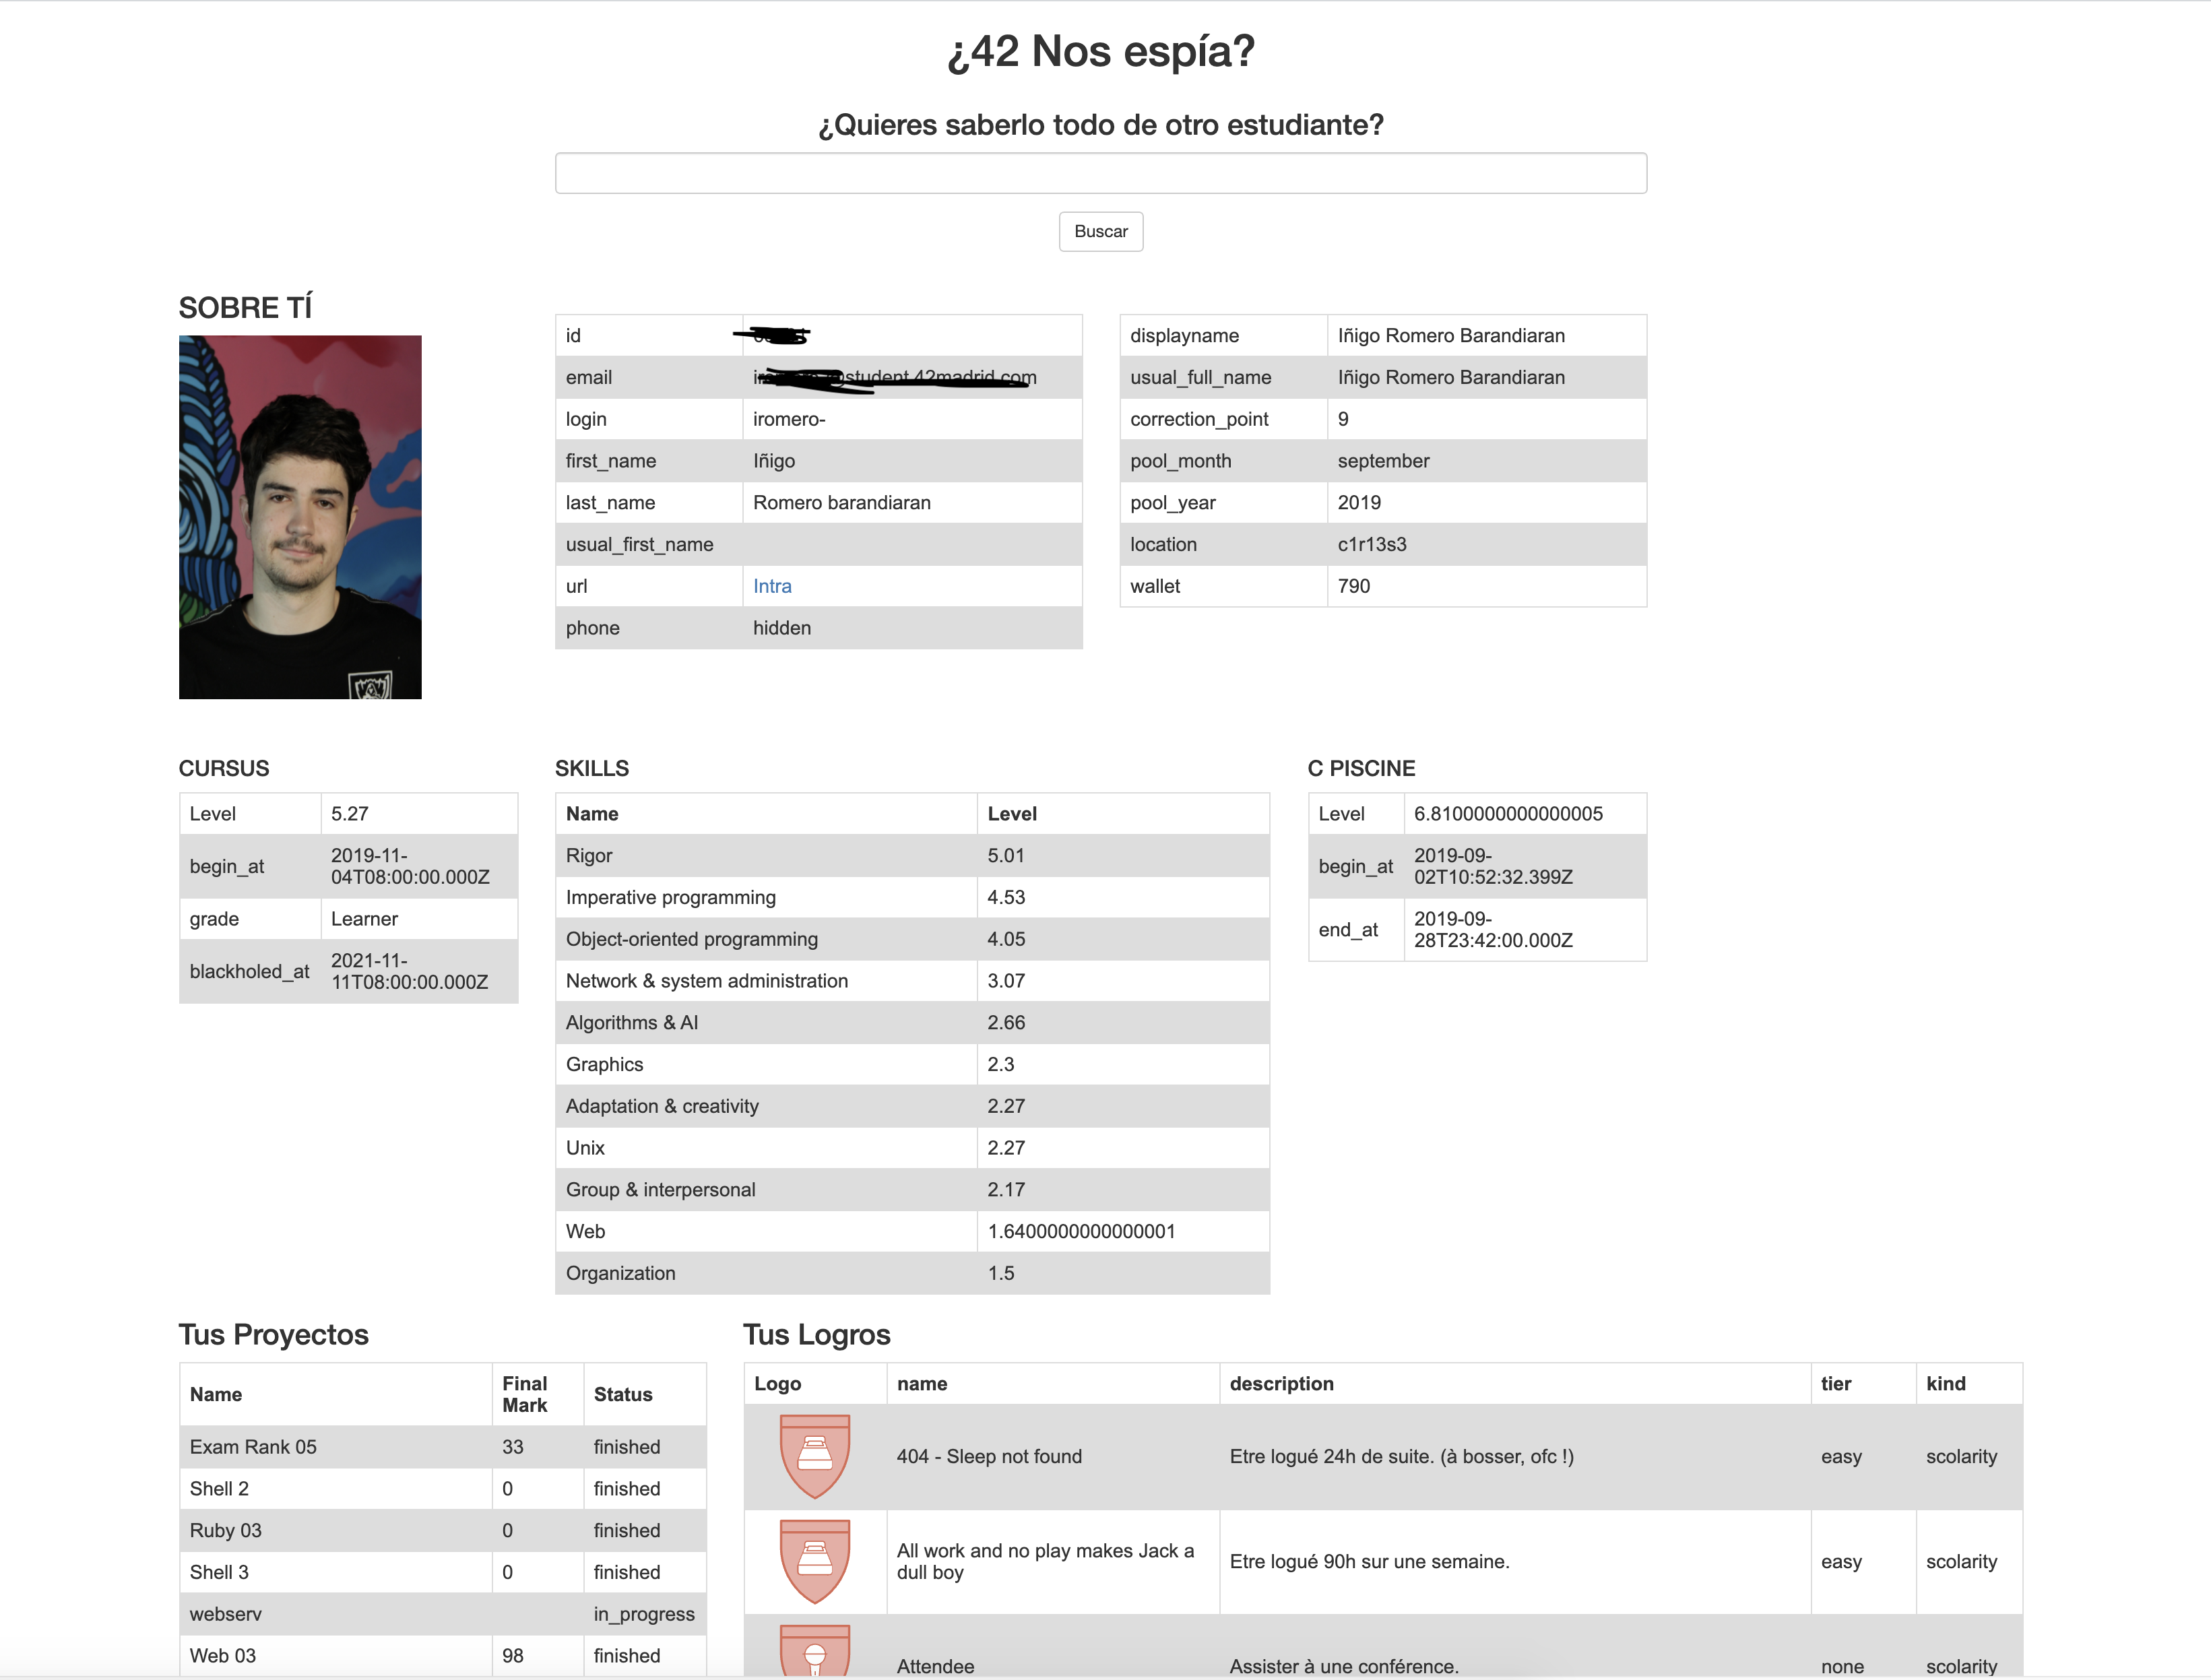 ¿42 Nos espía?
¿Quieres saberlo todo de otro estudiante?
Buscar
SOBRE TÍ
id
email student.42madrid.com
login iromero-
first_name Iñigo
last_name Romero barandiaran
usual_first_name
url Intra
phone hidden
displayname Iñigo Romero Barandiaran
usual_full_name Iñigo Romero Barandiaran
correction_point 9
pool_month september
pool_year 2019
location c1r13s3
wallet 790
CURSUS
Level 5.27
begin_at 2019-11-
04T08:00:00.000Z
grade Learner
blackholed_at 2021-11-
11T08:00:00.000Z
SKILLS
Name Level
Rigor 5.01
Imperative programming 4.53
Object-oriented programming 4.05
Network & system administration 3.07
Algorithms & AI 2.66
Graphics 2.3
Adaptation & creativity 2.27
Unix 2.27
Group & interpersonal 2.17
Web 1.6400000000000001
Organization 1.5
C PISCINE
Level 6.8100000000000005
begin_at 2019-09-
02T10:52:32.399Z
end_at 2019-09-
28T23:42:00.000Z
Tus Proyectos
Name Final Mark Status
Exam Rank 05 33 finished
Shell 2 0 finished
Ruby 03 0 finished
Shell 3 0 finished
webserv in_progress
Web 03 98 finished
Tus Logros
Logo name description tier kind
404 - Sleep not found Etre logué 24h de suite. (à bosser, ofc !) easy scolarity
All work and no play makes Jack a
dull boy Etre logué 90h sur une semaine. easy scolarity
Attendee Assister à une conférence. none scolarity